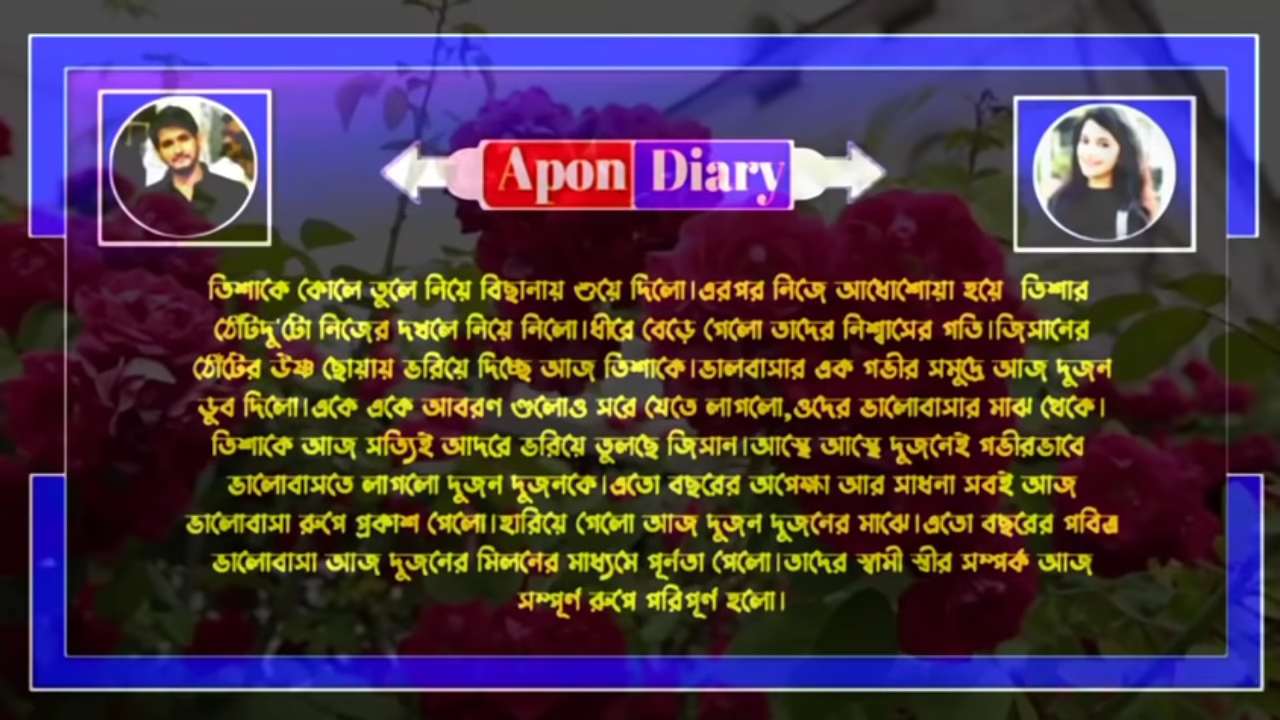 Apon Diary
তিশাকে কোলে তুলে নিয়ে বিছানায় শুয়ে দিলো।এরপর নিজে আধোশোয়া হয়ে তিশার
ঠোঁটদু'টো নিজের দখলে নিয়ে নিলো।ধীরে বেড়ে গেলো তাদের নিশ্বাসের গতি।জিসানের
ঠোঁটের উষ্ণ ছোয়ায় ভরিয়ে দিচ্ছে আজ তিশাকে।ভালবাসার এক গভীর সমুদ্রে আজ দুজন
ডুব দিলো।একে একে আবরণ গুলোও সরে যেতে লাগলো,ওদের ভালোবাসার মাঝ থেকে।
তিশাকে আজ সত্যিই আদরে ভরিয়ে তুলছে জিসান।আস্থে আস্থে দুজনেই গভীরভাবে
ভালোবাসতে লাগলো দুজন দুজনকে।এতো বছরের অপেক্ষা আর সাধনা সবই আজ
ভালোবাসা রুপে প্রকাশ পেলো।হারিয়ে গেলো আজ দুজন দুজনের মাঝে।এতো বছরের পবিত্র
ভালোবাসা আজ দুজনের মিলনের মাধ্যমে পূর্নতা পেলো।তাদের স্বামী স্ত্রীর সম্পর্ক আজ
সম্পূর্ণ রুপে পরিপূর্ণ হলো।